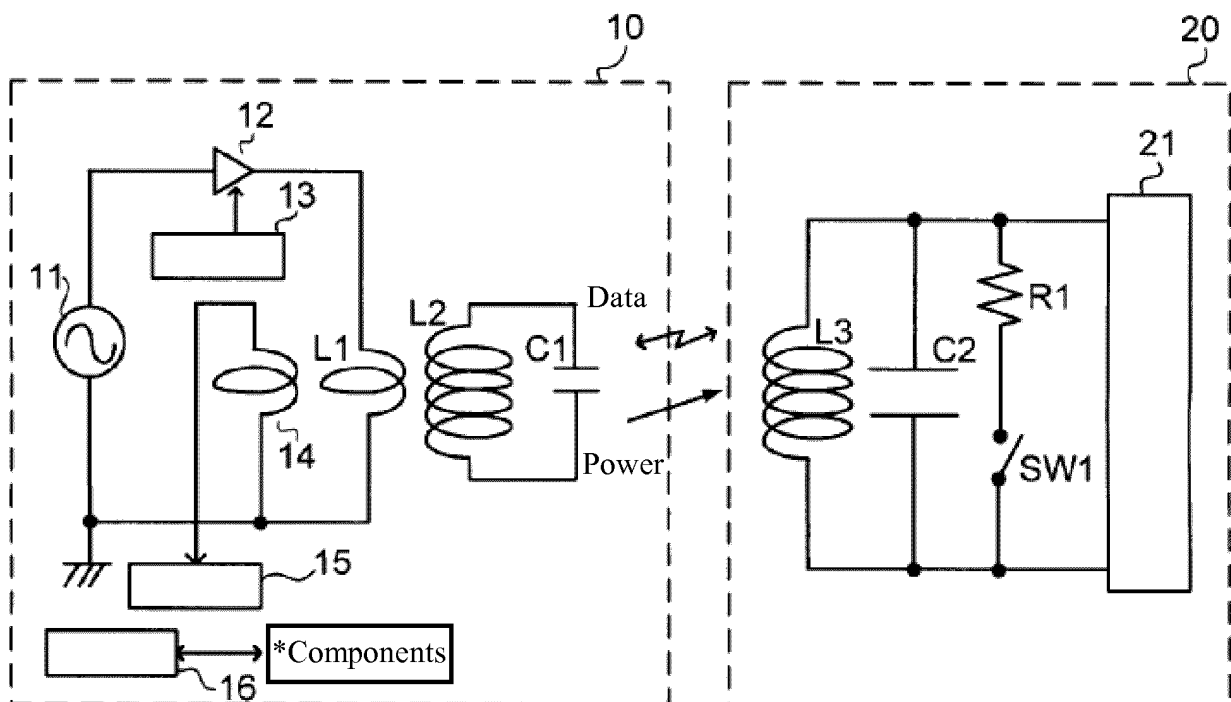 10
20
12
21
13
11
Data
L2
R1
L1
C1
L3
C2
14
Power
SW1
15
*Components
16